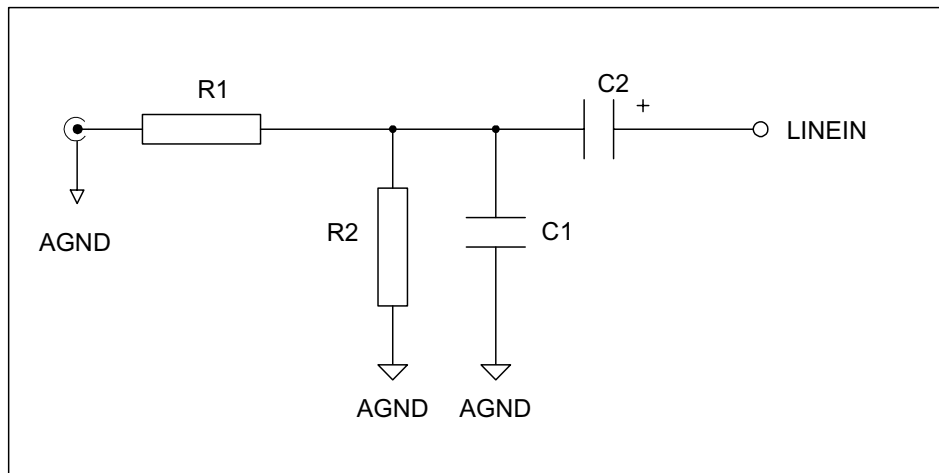 C2
R1
+
LINEIN
R2
C1
AGND
AGND
AGND